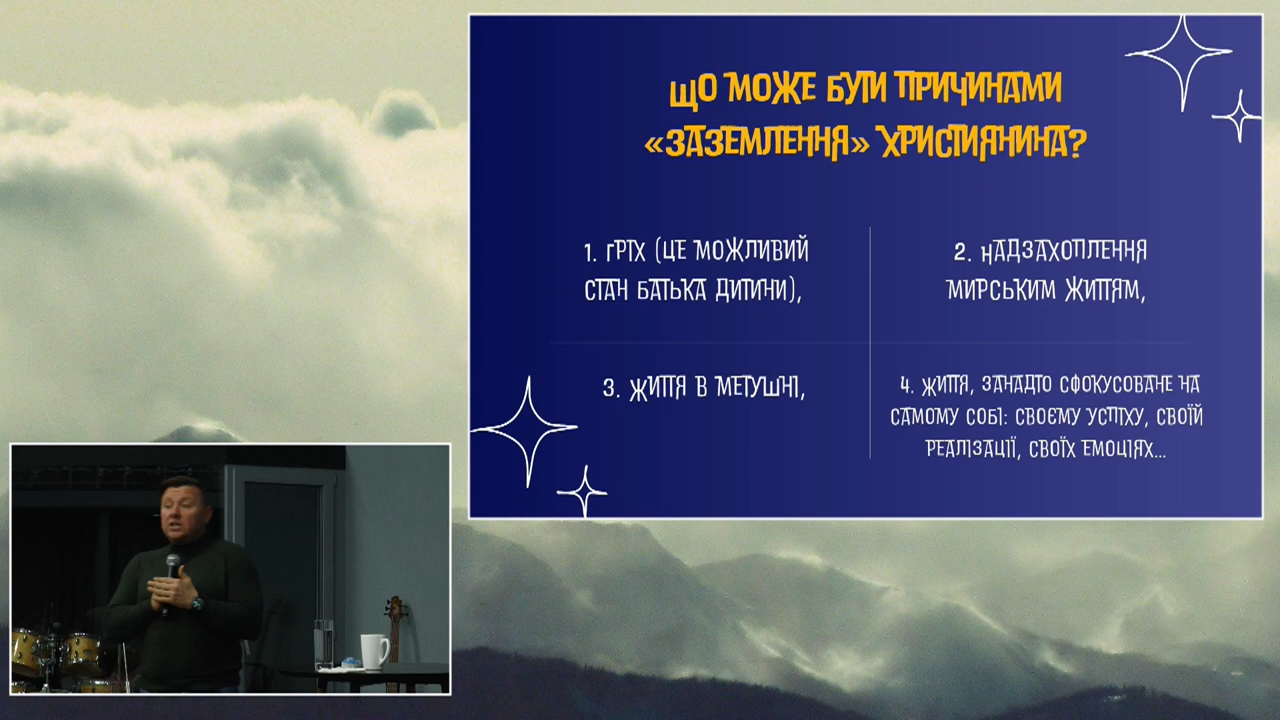 ЩО МОЖЕ БУТИ ПРИЧИНАМИ
«ЗАЗЕМЛЕННЯ» ХРИСТИЯНИНА?
1. ГРІХ (ЦЕ МОЖЛИВИЙ
СТАН БАТЬКА ДИТИНИ),
2. НАДЗАХОПЛЕННЯ
МИРСЬКИМ ЖИТТЯМ,
3. ЖИТТЯ В МЕТУШНІ,
4. ЖИТТЯ, ЗАНАДТО СФОКУСОВАНЕ НА
САМОМУ СОБІ: СВОЄМУ УСПІХУ, СВОЇЙ
РЕАЛІЗАЦІЇ, СВОЇХ ЕМОЦІЯХ...